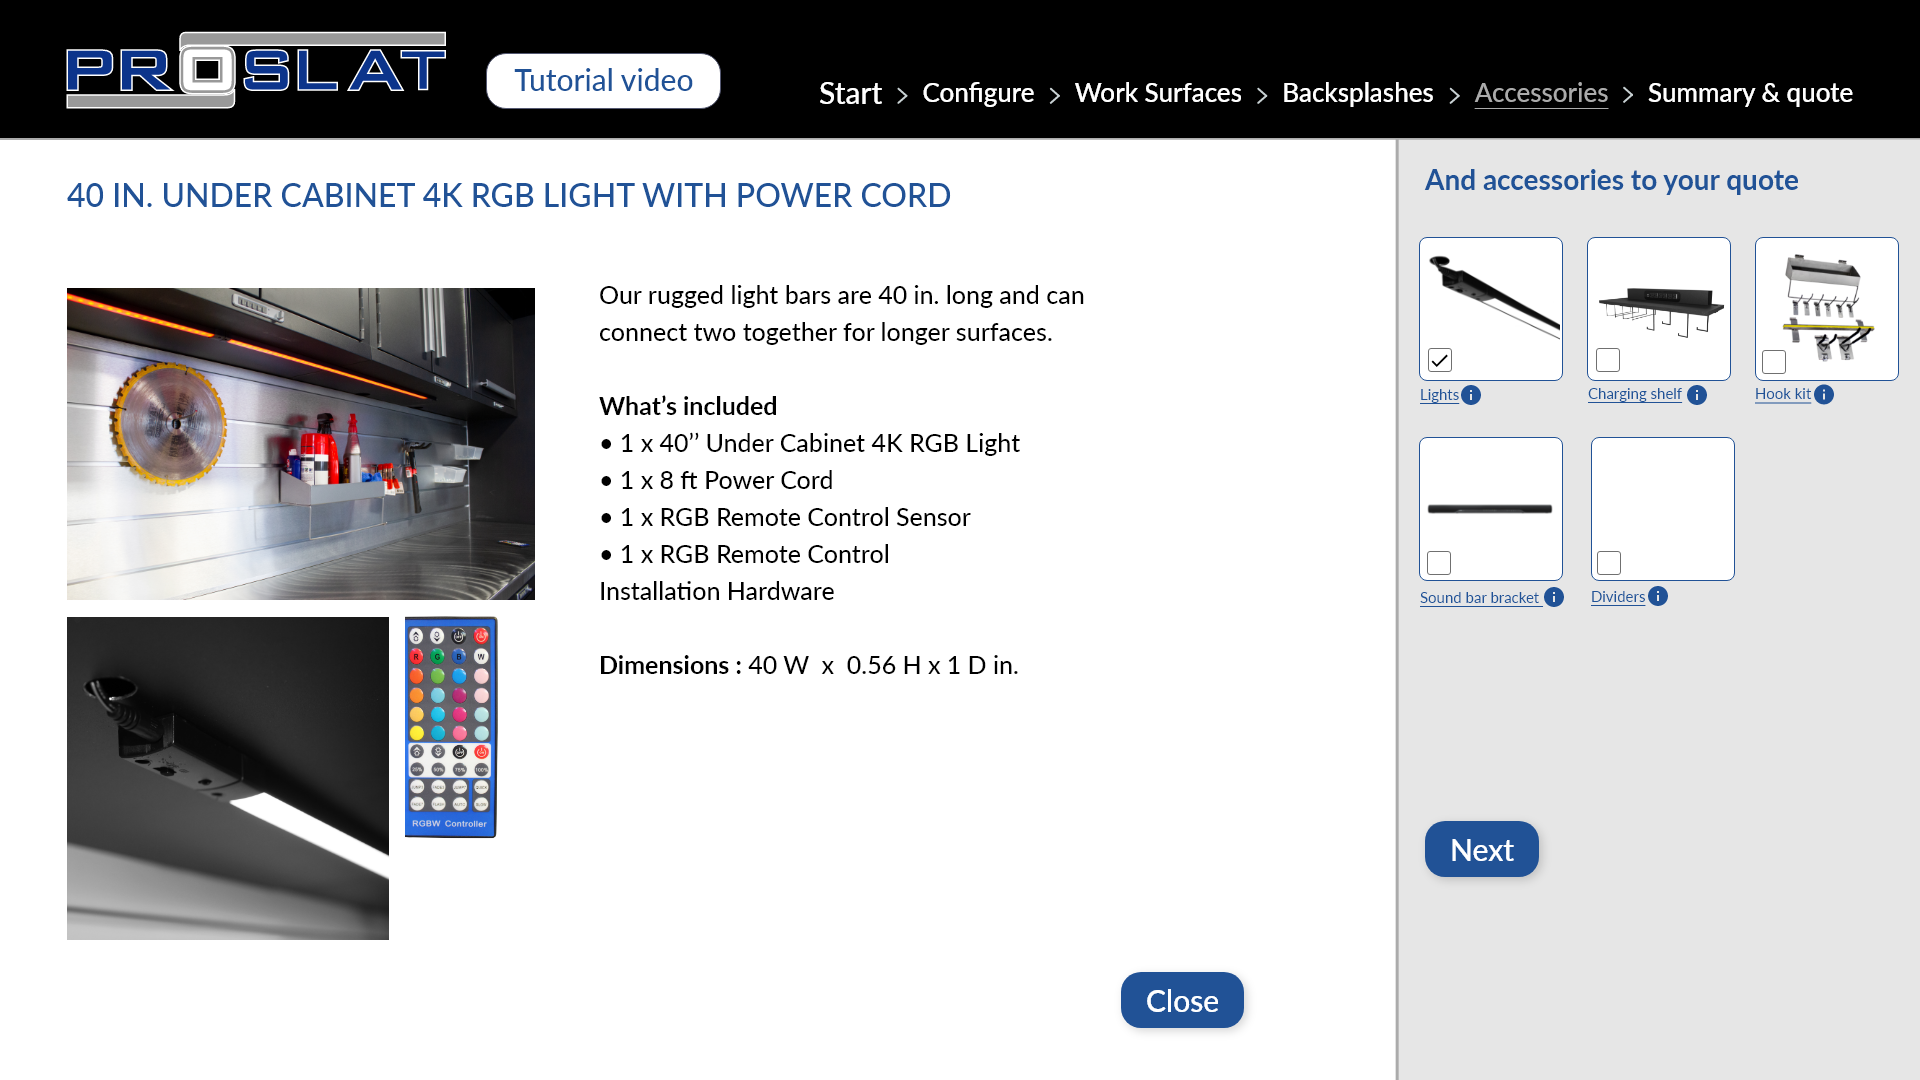 PROSLAT
Tutorial video
Start > Configure > Work Surfaces > Backsplashes > Accessories > Summary & quote
40 IN. UNDER CABINET 4K RGB LIGHT WITH POWER CORD
Our rugged light bars are 40 in. long and can
connect two together for longer surfaces.
What’s included
• 1 x 40’’ Under Cabinet 4K RGB Light
• 1 x 8 ft Power Cord
• 1 x RGB Remote Control Sensor
• 1 x RGB Remote Control
Installation Hardware
Dimensions : 40 W x 0.56 H x 1 D in.
R G B W
25% 50% 75% 100%
RGBW Controller
Close
And accessories to your quote
Lights i
Charging shelf i
Hook kit i
Sound bar bracket i
Dividers i
Next